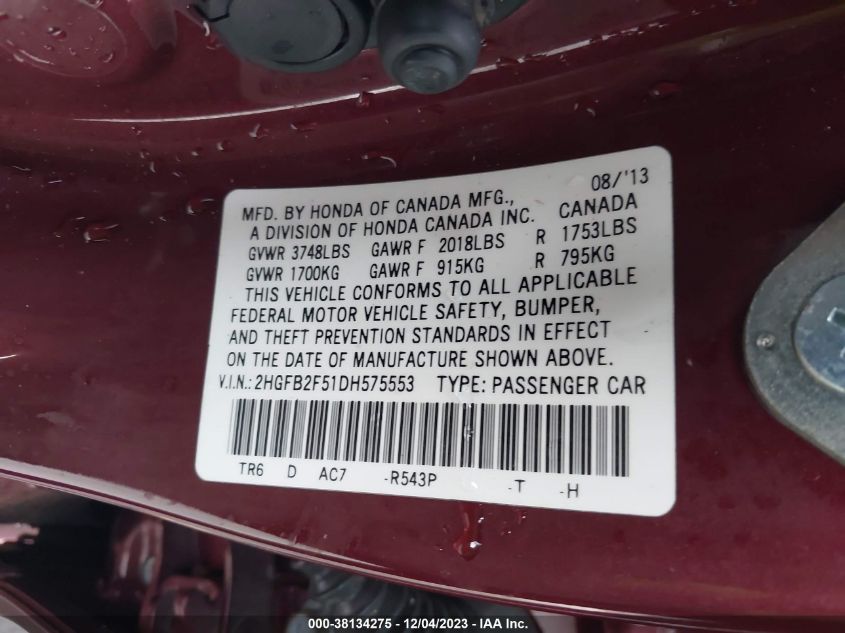 08/'13
MFD. BY HONDA OF CANADA MFG.,
A DIVISION OF HONDA CANADA INC. CANADA
GVWR 3748LBS GAWR F 2018LBS R 1753LBS
GVWR 1700KG GAWR F 915KG R 795KG
THIS VEHICLE CONFORMS TO ALL APPLICABLE
FEDERAL MOTOR VEHICLE SAFETY, BUMPER,
AND THEFT PREVENTION STANDARDS IN EFFECT
ON THE DATE OF MANUFACTURE SHOWN ABOVE.
V.I.N.: 2HGFB2F51DH575553 TYPE: PASSENGER CAR
TR6 D AC7 -R543P -T -H
000-38134275 - 12/04/2023 - IAA Inc.